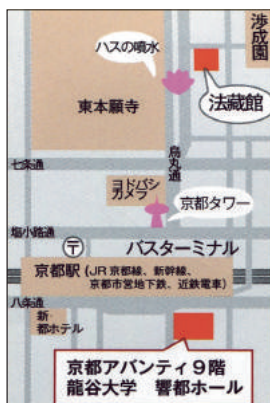 ハスの噴水
渉成園
法藏館
東本願寺
烏丸通
七条通
ヨドバシ
カメラ
京都タワー
塩小路通
〒
バスターミナル
京都駅(JR京都線、新幹線、
京都市営地下鉄、近鉄電車)
八条通
新・
都ホテル
京都アバンティ9階
龍谷大学 響都ホール